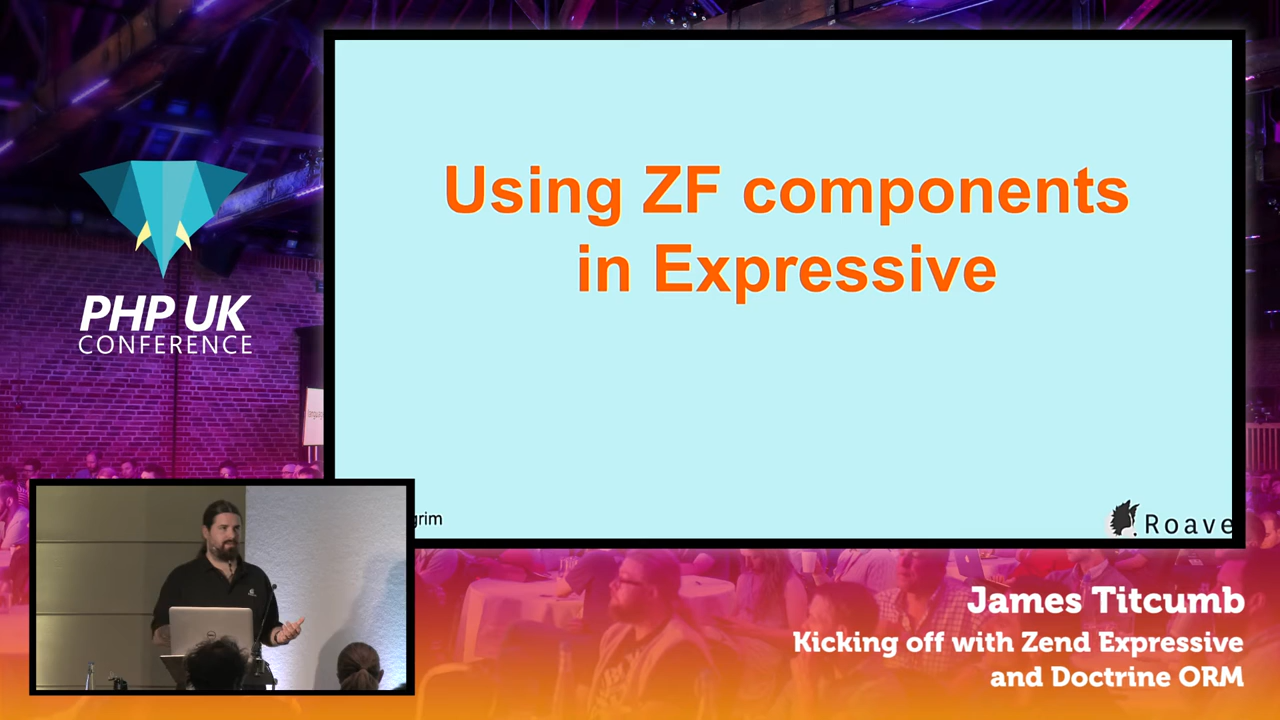 Using ZF components
in Expressive
PHP UK
CONFERENCE
grim
Roave
James Titcumb
Kicking off with Zend Expressive
and Doctrine ORM